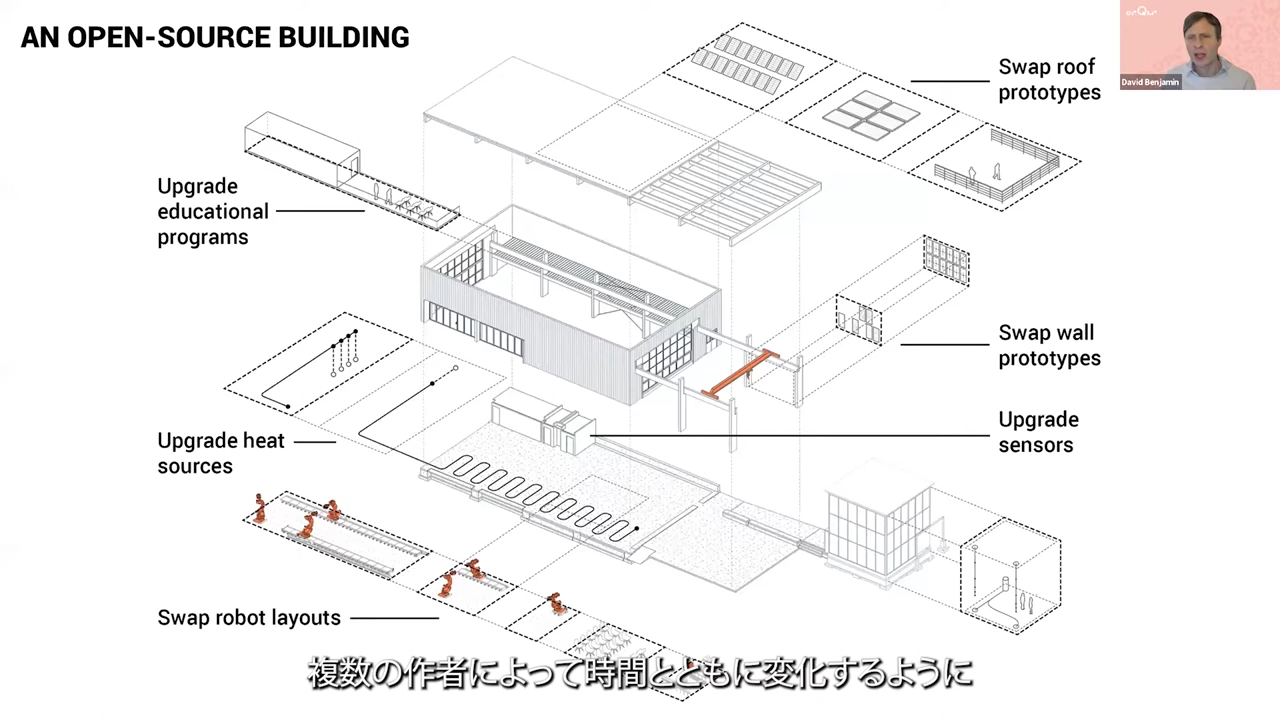 AN OPEN-SOURCE BUILDING
David Benjamin
Swap roof
prototypes
Upgrade
educational
programs
Swap wall
prototypes
Upgrade
sensors
Upgrade heat
sources
Swap robot layouts
複数の作者によって時間とともに変化するように